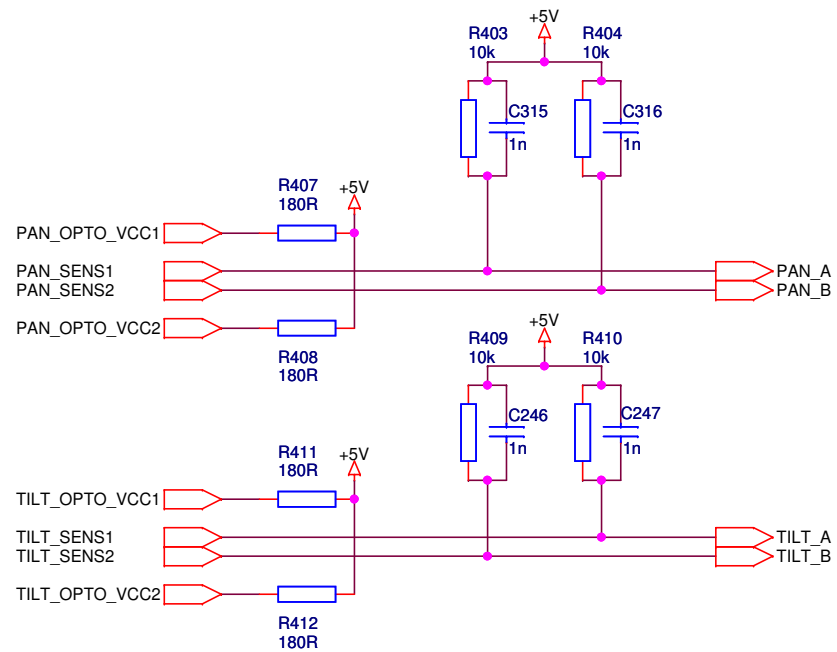 +5V
R403
10k
R404
10k
C315
1n
C316
1n
R407
180R
+5V
PAN_OPTO_VCC1
PAN_SENS1
PAN_SENS2
PAN_A
PAN_B
PAN_OPTO_VCC2
R408
180R
+5V
R409
10k
R410
10k
C246
1n
C247
1n
R411
180R
+5V
TILT_OPTO_VCC1
TILT_SENS1
TILT_SENS2
TILT_A
TILT_B
TILT_OPTO_VCC2
R412
180R